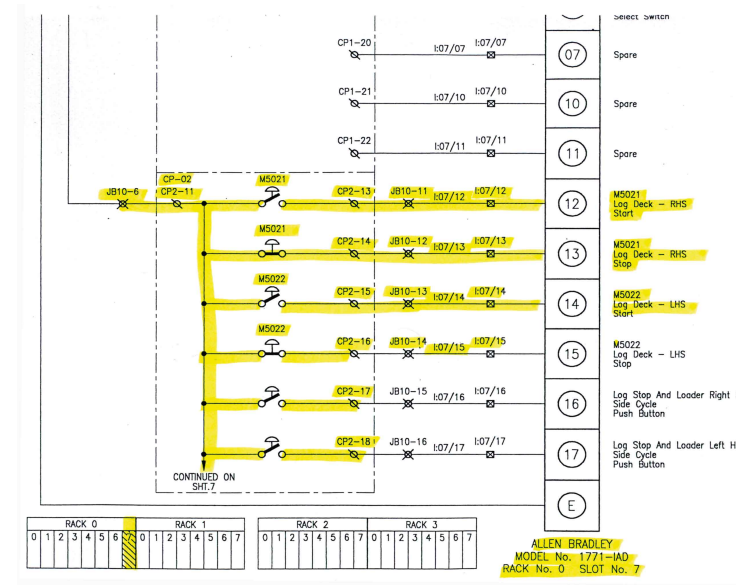 Select Switch
CP1-20 I:07/07 I:07/07 07 Spare
CP1-21 I:07/10 I:07/10 10 Spare
CP1-22 I:07/11 I:07/11 11 Spare
CP-02
JB10-6 CP2-11 M5021 CP2-13 JB10-11 I:07/12 I:07/12 12 M5021
Log Deck – RHS
Start
M5021 CP2-14 JB10-12 I:07/13 I:07/13 13 M5021
Log Deck – RHS
Stop
M5022 CP2-15 JB10-13 I:07/14 I:07/14 14 M5022
Log Deck – LHS
Start
M5022 CP2-16 JB10-14 I:07/15 I:07/15 15 M5022
Log Deck – LHS
Stop
CP2-17 JB10-15 I:07/16 I:07/16 16 Log Stop And Loader Right
Side Cycle
Push Button
CP2-18 JB10-16 I:07/17 I:07/17 17 Log Stop And Loader Left H
Side Cycle
Push Button
CONTINUED ON
SHT.7
E
RACK 0 RACK 1 RACK 2 RACK 3
0 1 2 3 4 5 6 7 0 1 2 3 4 5 6 7 0 1 2 3 4 5 6 7 0 1 2 3 4 5 6 7
ALLEN BRADLEY
MODEL No. 1771-IAD
RACK No. 0 SLOT No. 7